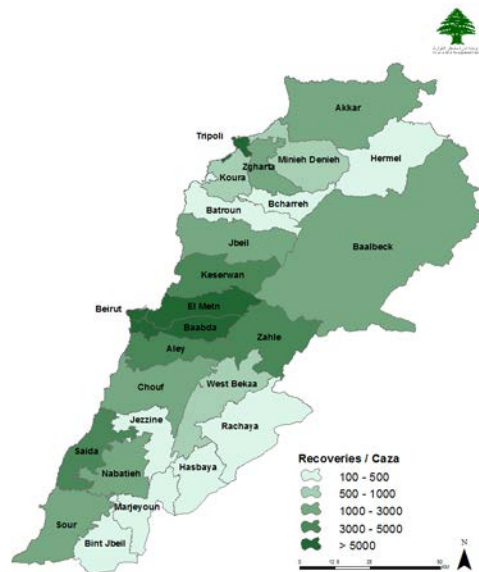 Akkar
Tripoli
Hermel
Zgharta
Minieh Denieh
Koura
Bcharreh
Batroun
Jbeil
Baalbeck
Keserwan
El Metn
Beirut
Baabda
Zahle
Aley
West Bekaa
Chouf
Jezzine
Rachaya
Saida
Hasbaya
Nabatieh
Marjeyoun
Sour
Bint Jbeil
Recoveries / Caza
100 - 500
500 - 1000
1000 - 3000
3000 - 5000
> 5000
N